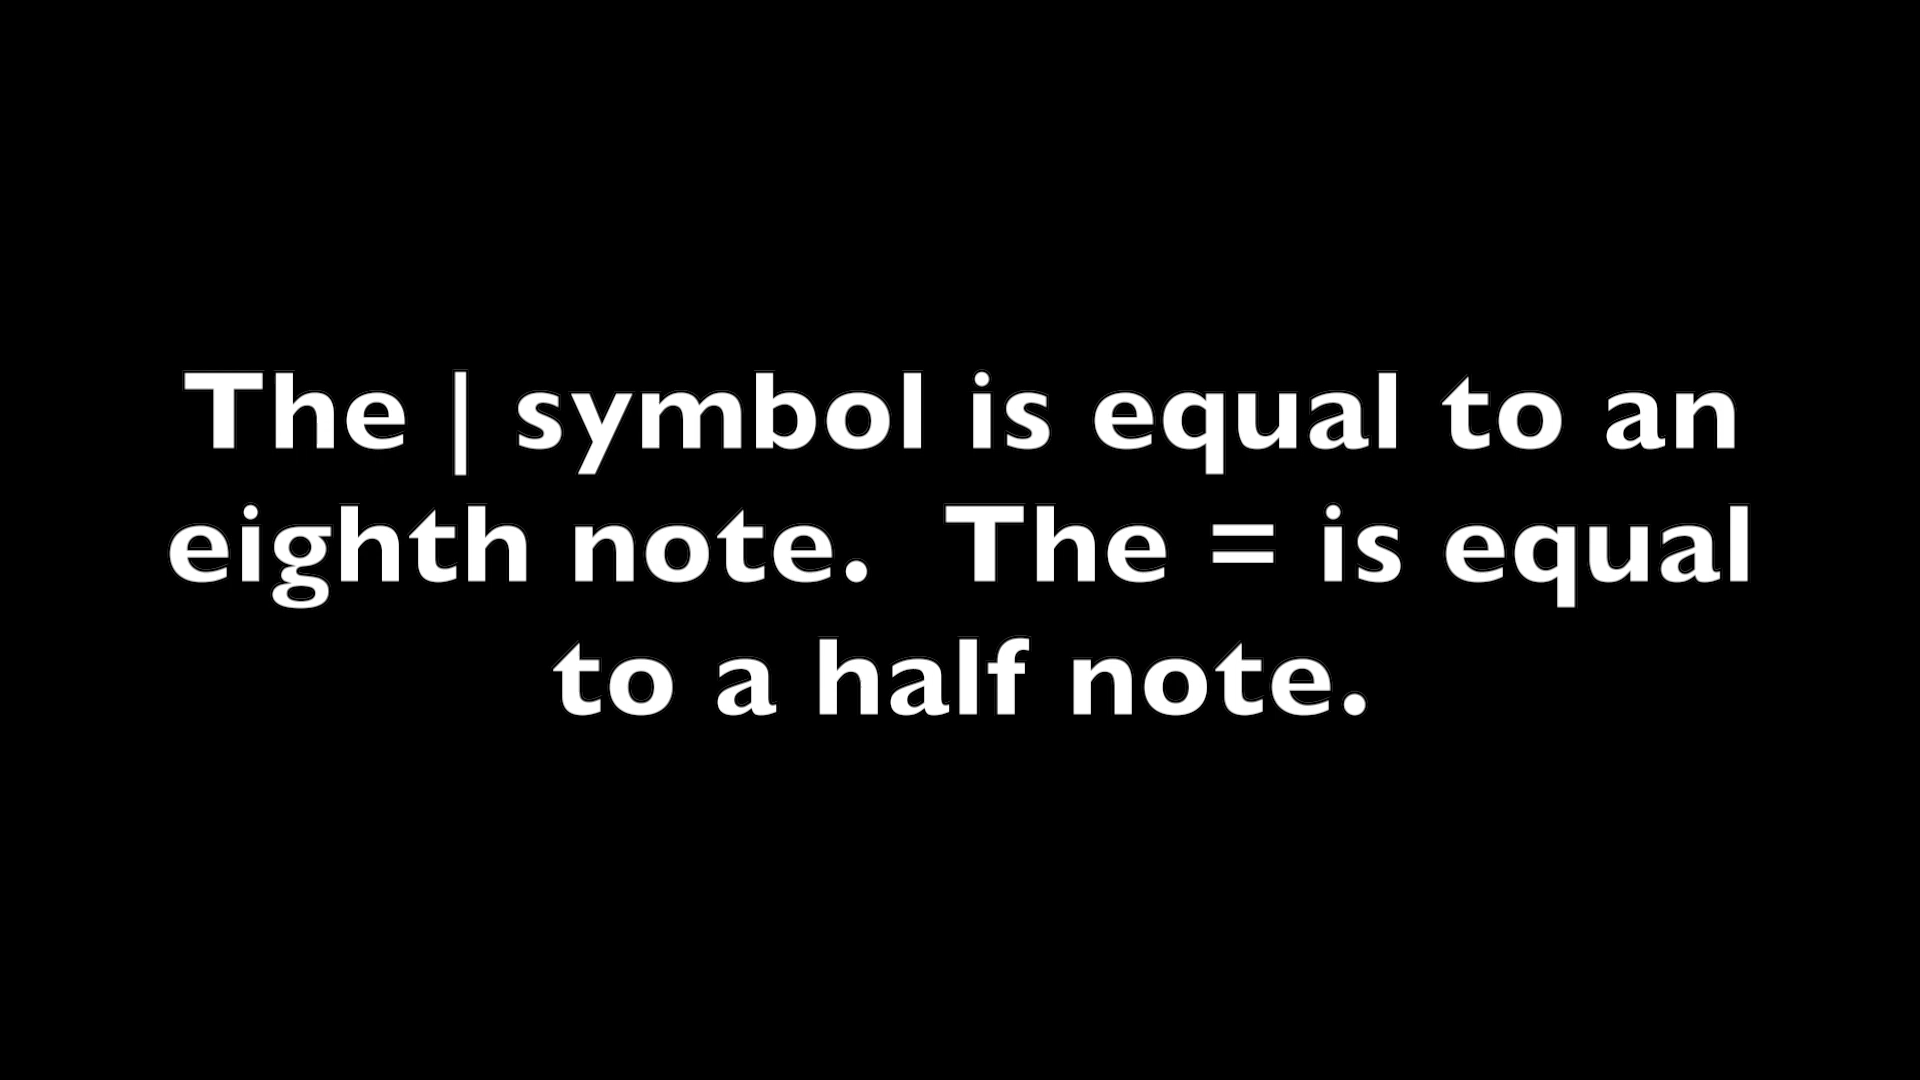 The | symbol is equal to an
eighth note.  The = is equal
to a half note.